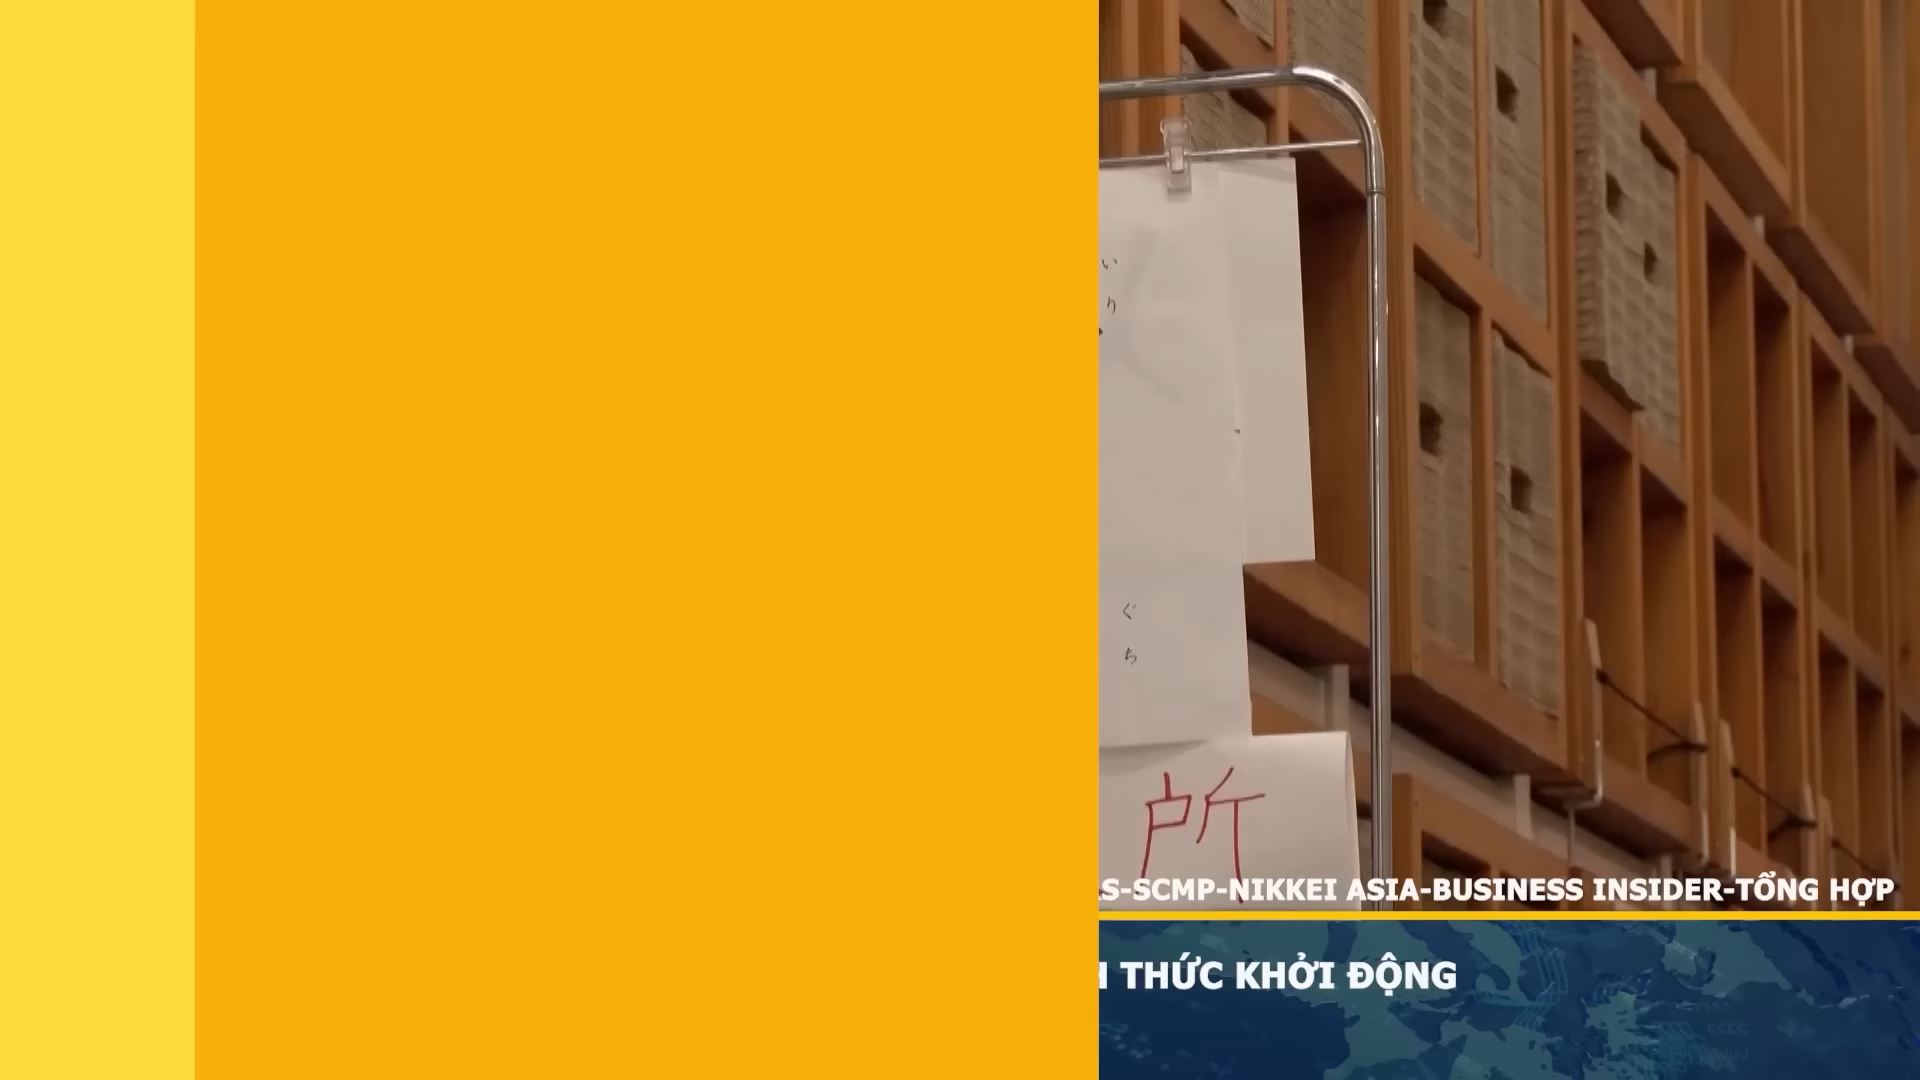 いり
ぐち
所
S-SCMP-NIKKEI ASIA-BUSINESS INSIDER-TỔNG HỢP
THỨC KHỞI ĐỘNG